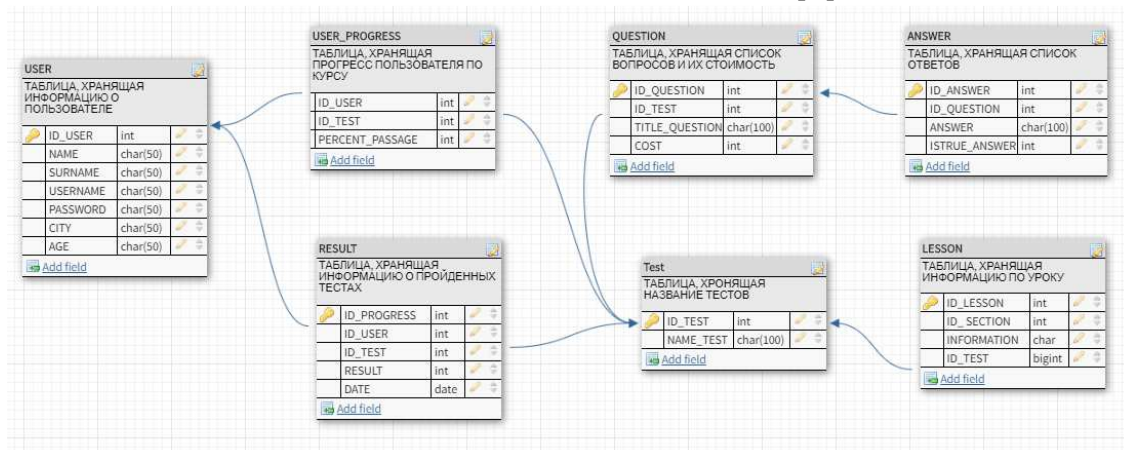 USER
ТАБЛИЦА, ХРАНЯЩАЯ
ИНФОРМАЦИЮ О
ПОЛЬЗОВАТЕЛЕ
ID_USER int
NAME char(50)
SURNAME char(50)
USERNAME char(50)
PASSWORD char(50)
CITY char(50)
AGE char(50)
Add field
USER_PROGRESS
ТАБЛИЦА, ХРАНЯЩАЯ
ПРОГРЕСС ПОЛЬЗОВАТЕЛЯ ПО
КУРСУ
ID_USER int
ID_TEST int
PERCENT_PASSAGE int
Add field
QUESTION
ТАБЛИЦА, ХРАНЯЩАЯ СПИСОК
ВОПРОСОВ И ИХ СТОИМОСТЬ
ID_QUESTION int
ID_TEST int
TITLE_QUESTION char(100)
COST int
Add field
ANSWER
ТАБЛИЦА, ХРАНЯЩАЯ СПИСОК
ОТВЕТОВ
ID_ANSWER int
ID_QUESTION int
ANSWER char(100)
ISTRUE_ANSWER int
Add field
RESULT
ТАБЛИЦА, ХРАНЯЩАЯ
ИНФОРМАЦИЮ О ПРОЙДЕННЫХ
ТЕСТАХ
ID_PROGRESS int
ID_USER int
ID_TEST int
RESULT int
DATE date
Add field
Test
ТАБЛИЦА, ХРОНЯЩАЯ
НАЗВАНИЕ ТЕСТОВ
ID_TEST int
NAME_TEST char(100)
Add field
LESSON
ТАБЛИЦА, ХРАНЯЩАЯ
ИНФОРМАЦИЮ ПО УРОКУ
ID_LESSON int
ID_ SECTION int
INFORMATION char
ID_TEST bigint
Add field